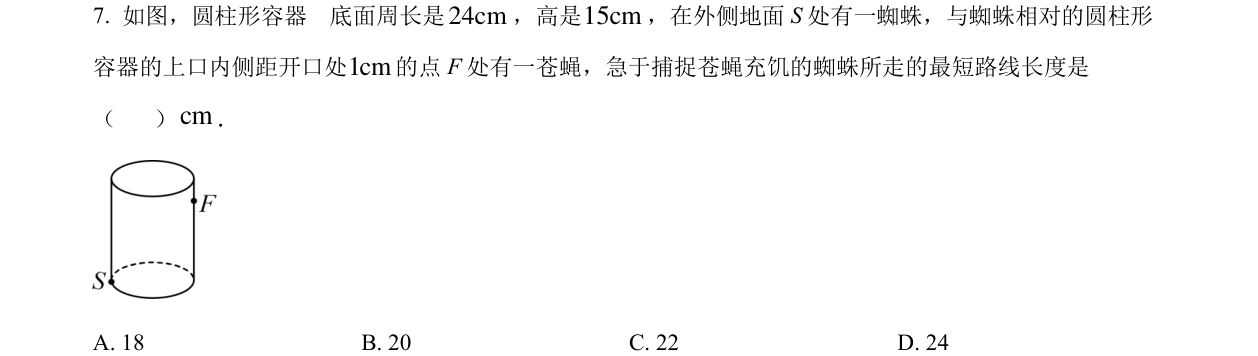 7. 如图，圆柱形容器 底面周长是24cm，高是15cm，在外侧地面 S 处有一蜘蛛，与蜘蛛相对的圆柱形
容器的上口内侧距开口处1cm的点 F 处有一苍蝇，急于捕捉苍蝇充饥的蜘蛛所走的最短路线长度是
（ ）cm．
F
S
A. 18 B. 20 C. 22 D. 24